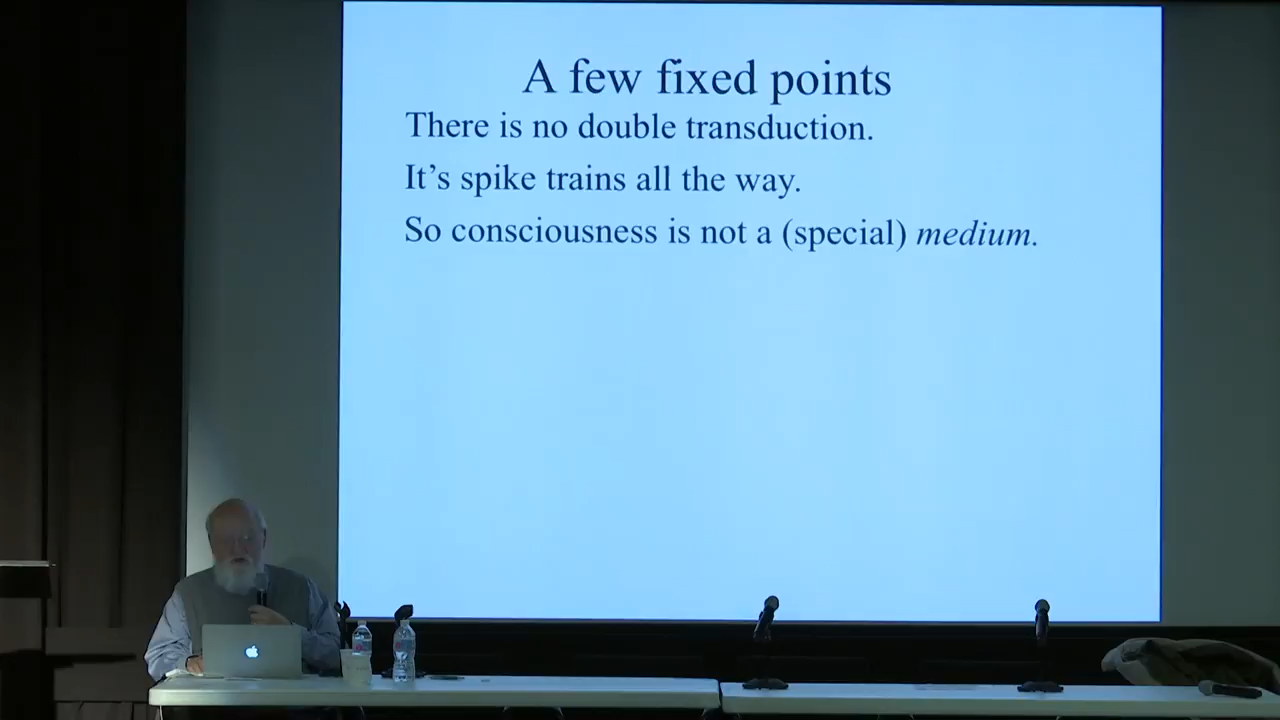 A few fixed points
There is no double transduction.
It’s spike trains all the way.
So consciousness is not a (special) medium.